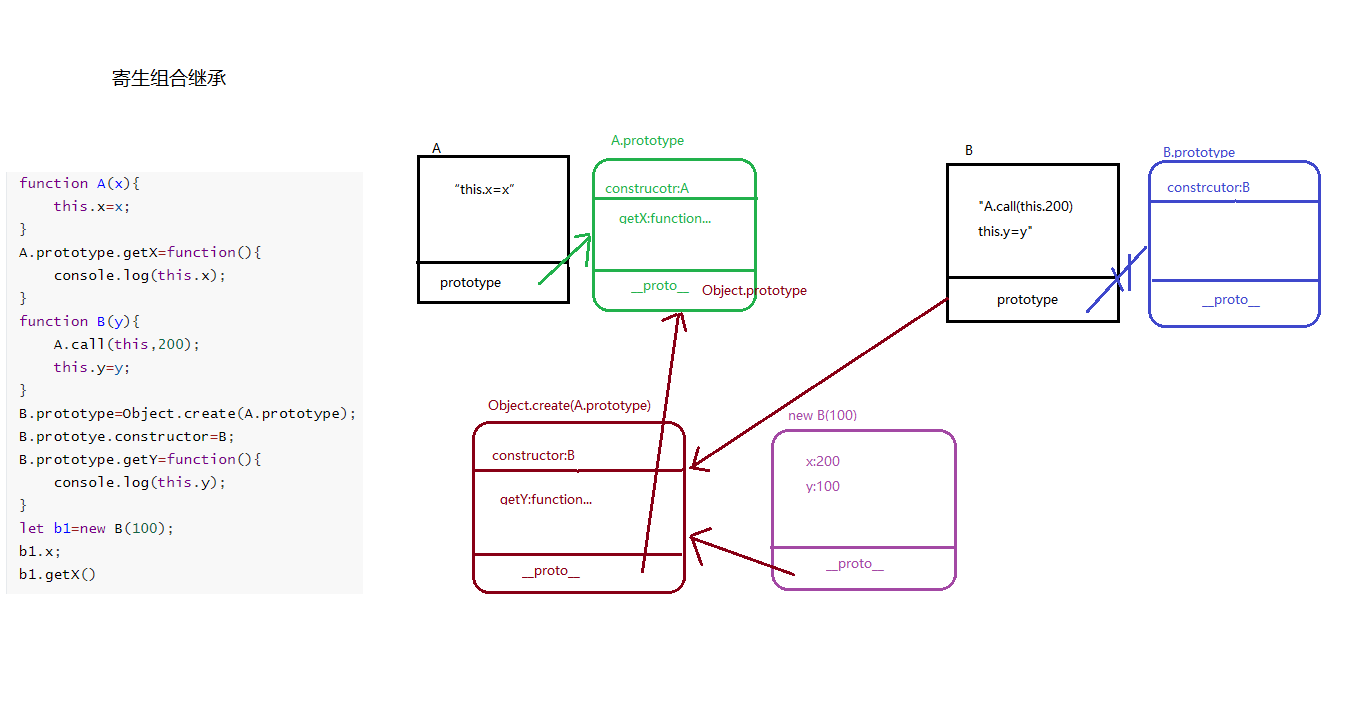 寄生组合继承
function A(x){
this.x=x;
}
A.prototype.getX=function(){
console.log(this.x);
}
function B(y){
A.call(this,200);
this.y=y;
}
B.prototype=Object.create(A.prototype);
B.prototye.constructor=B;
B.prototype.getY=function(){
console.log(this.y);
}
let b1=new B(100);
b1.x;
b1.getX()
A
“this.x=x”
prototype
A.prototype
construcotr:A
getX:function...
__proto__
Object.prototype
B
"A.call(this.200)
this.y=y"
prototype
B.prototype
constrcutor:B
__proto__
Object.create(A.prototype)
constructor:B
getY:function...
__proto__
new B(100)
x:200
y:100
__proto__